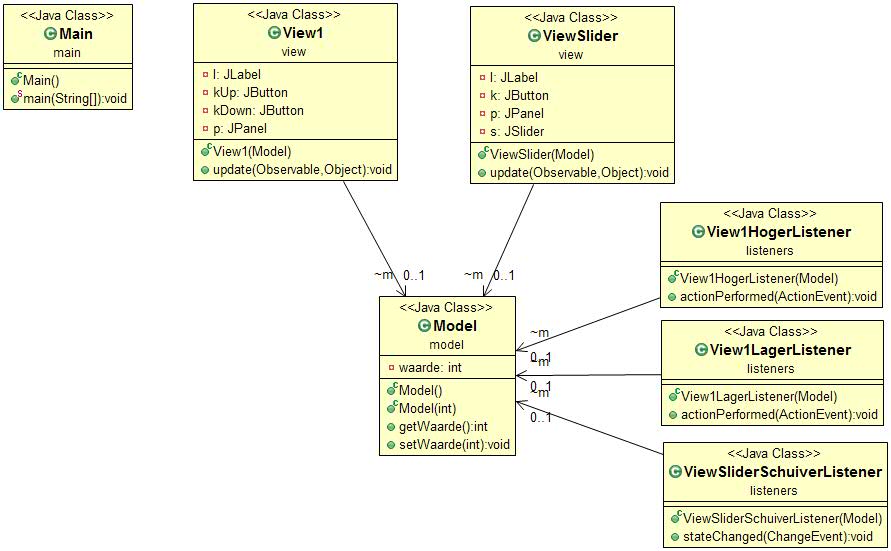 <<Java Class>>
Main
main
Main()
main(String[]):void
<<Java Class>>
View1
view
l: JLabel
kUp: JButton
kDown: JButton
p: JPanel
View1(Model)
update(Observable,Object):void
<<Java Class>>
ViewSlider
view
l: JLabel
k: JButton
p: JPanel
s: JSlider
ViewSlider(Model)
update(Observable,Object):void
~m 0..1
~m 0..1
<<Java Class>>
Model
model
waarde: int
Model()
Model(int)
getWaarde():int
setWaarde(int):void
~m
0..1
~m
0..1
~m
0..1
<<Java Class>>
View1HogerListener
listeners
View1HogerListener(Model)
actionPerformed(ActionEvent):void
<<Java Class>>
View1LagerListener
listeners
View1LagerListener(Model)
actionPerformed(ActionEvent):void
<<Java Class>>
ViewSliderSchuiverListener
listeners
ViewSliderSchuiverListener(Model)
stateChanged(ChangeEvent):void